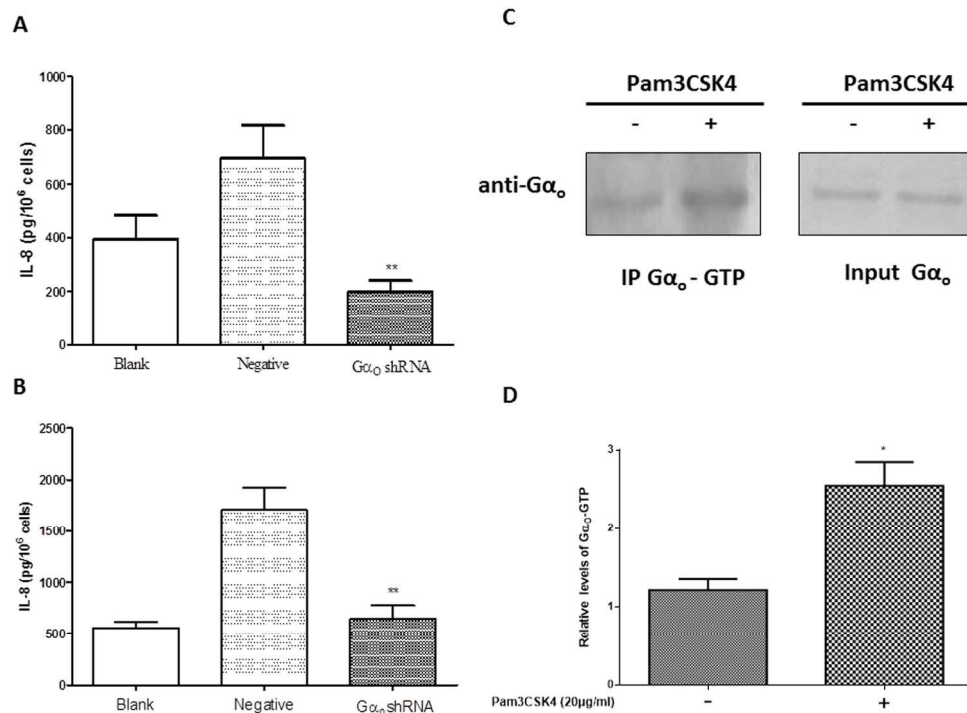 A
IL-8 (pg/10⁶ cells)
1000
800
600
400
200
0
**
Blank
Negative
GαO shRNA
B
IL-8 (pg/10⁶ cells)
2500
2000
1500
1000
500
0
**
Blank
Negative
GαO shRNA
C
Pam3CSK4
Pam3CSK4
- +
- +
anti-Gαo
IP Gαo - GTP
Input Gαo
D
Relative levels of GαO-GTP
3
2
1
0
*
Pam3CSK4 (20µg/ml)
- +